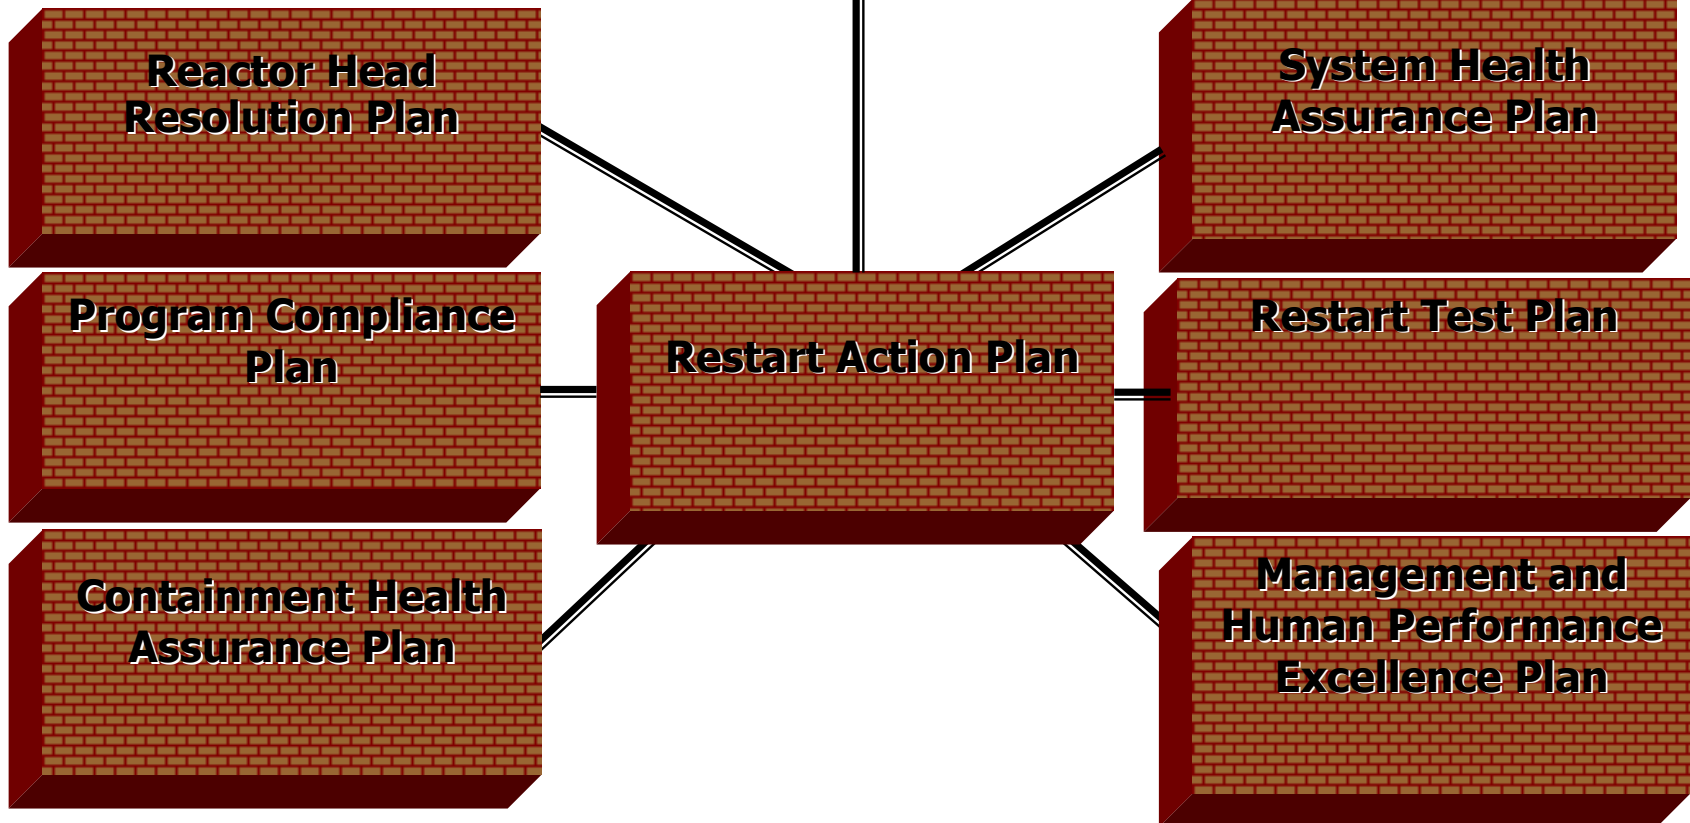 Reactor Head
Resolution Plan
System Health
Assurance Plan
Program Compliance
Plan
Restart Action Plan
Restart Test Plan
Containment Health
Assurance Plan
Management and
Human Performance
Excellence Plan